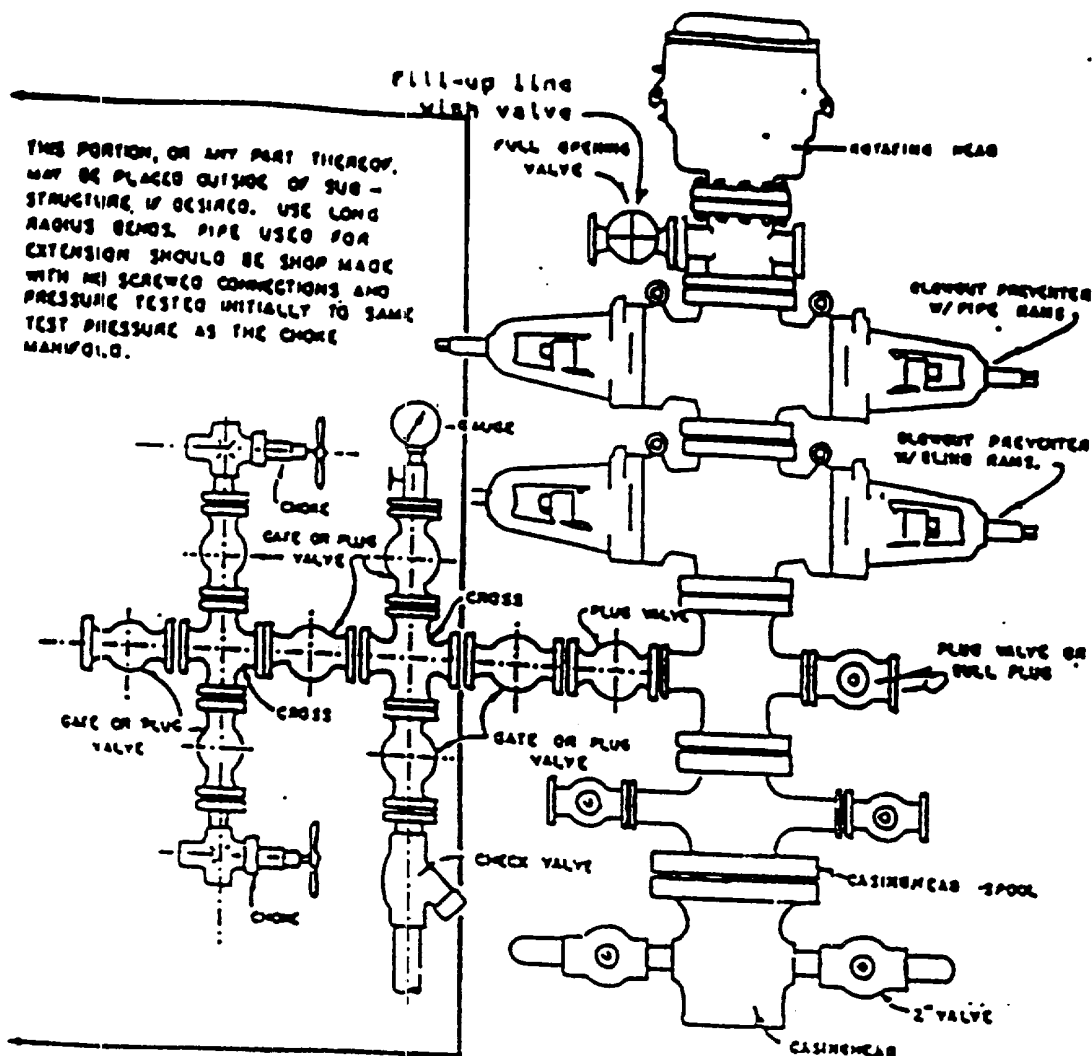 Fill-up line
with valve
FULL OPENING
VALVE
ROTATING HEAD
THIS PORTION, OR ANY PART THEREOF,
MAY BE PLACED OUTSIDE OF SUB-
STRUCTURE, IF DESIRED. USE LONG
RADIUS BENDS. PIPE USED FOR
EXTENSION SHOULD BE SHOP MADE
WITH NO SCREWED CONNECTIONS AND
PRESSURE TESTED INITIALLY TO SAME
TEST PRESSURE AS THE CHOKE
MANIFOLD.
BLOWOUT PREVENTER
W/ PIPE RAMS.
GAUGE
BLOWOUT PREVENTER
W/ BLIND RAMS.
CHOKE
GATE OR PLUG
VALVE
CROSS
PLUG VALVE
PLUG VALVE OR
BULL PLUG
GATE OR PLUG
VALVE
CROSS
GATE OR PLUG
VALVE
CHECK VALVE
CASINGHEAD SPOOL
CHOKE
2" VALVE
CASINGHEAD